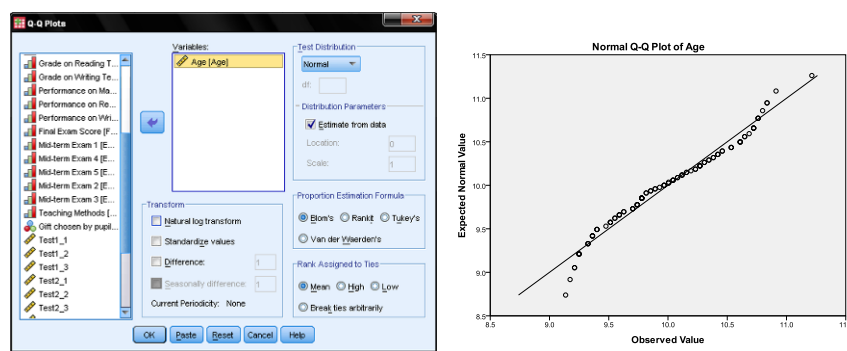 Q-Q Plots
Variables:
Grade on Reading T...
Grade on Writing Te...
Performance on Ma...
Performance on Re...
Performance on Wri...
Final Exam Score [F...
Mid-term Exam 1 [E...
Mid-term Exam 4 [E...
Mid-term Exam 5 [E...
Mid-term Exam 2 [E...
Mid-term Exam 3 [E...
Teaching Methods [...
Gift chosen by pupil...
Test1_1
Test1_2
Test1_3
Test2_1
Test2_2
Test2_3
Age [Age]
Transform
Natural log transform
Standardize values
Difference: 1
Seasonally difference: 1
Current Periodicity: None
Test Distribution
Normal
df:
Distribution Parameters
Estimate from data
Location: 0
Scale: 1
Proportion Estimation Formula
Blom's Rankit Tukey's
Van der Waerden's
Rank Assigned to Ties
Mean High Low
Break ties arbitrarily
OK Paste Reset Cancel Help
Normal Q-Q Plot of Age
Expected Normal Value
11.5
10.5
10.0
9.5
9.0
8.5
8.5 9.0 9.5 10.0 10.5 11.0 11
Observed Value